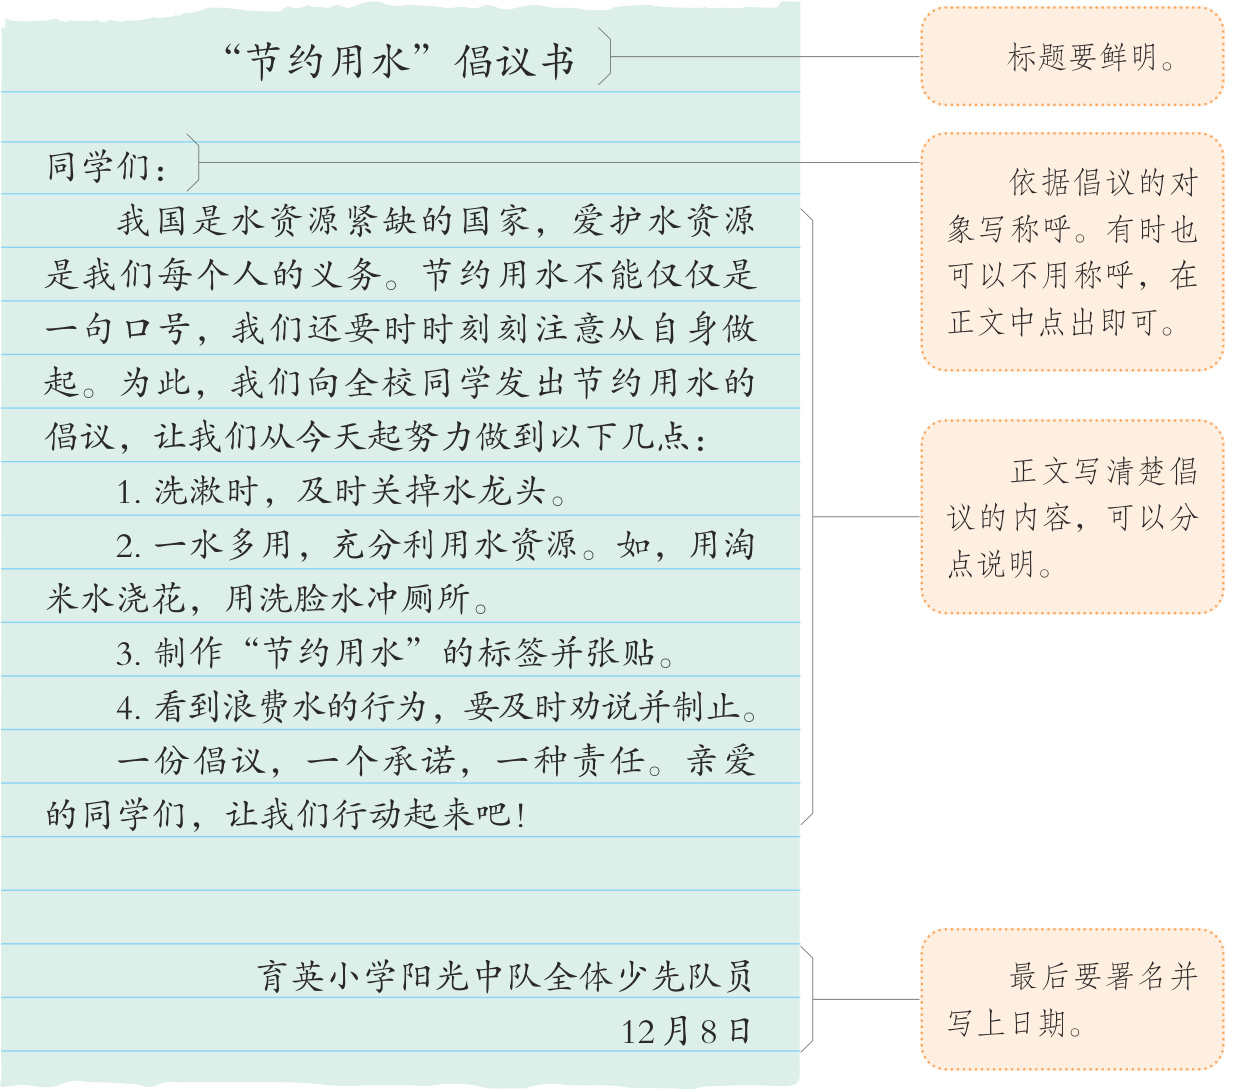 “节约用水”倡议书
标题要鲜明。
同学们：
依据倡议的对
象写称呼。有时也
可以不用称呼，在
正文中点出即可。
我国是水资源紧缺的国家，爱护水资源
是我们每个人的义务。节约用水不能仅仅是
一句口号，我们还要时时刻刻注意从自身做
起。为此，我们向全校同学发出节约用水的
倡议，让我们从今天起努力做到以下几点：
1. 洗漱时，及时关掉水龙头。
2. 一水多用，充分利用水资源。如，用淘
米水浇花，用洗脸水冲厕所。
3. 制作“节约用水”的标签并张贴。
4. 看到浪费水的行为，要及时劝说并制止。
一份倡议，一个承诺，一种责任。亲爱
的同学们，让我们行动起来吧！
正文写清楚倡
议的内容，可以分
点说明。
育英小学阳光中队全体少先队员
12月8日
最后要署名并
写上日期。